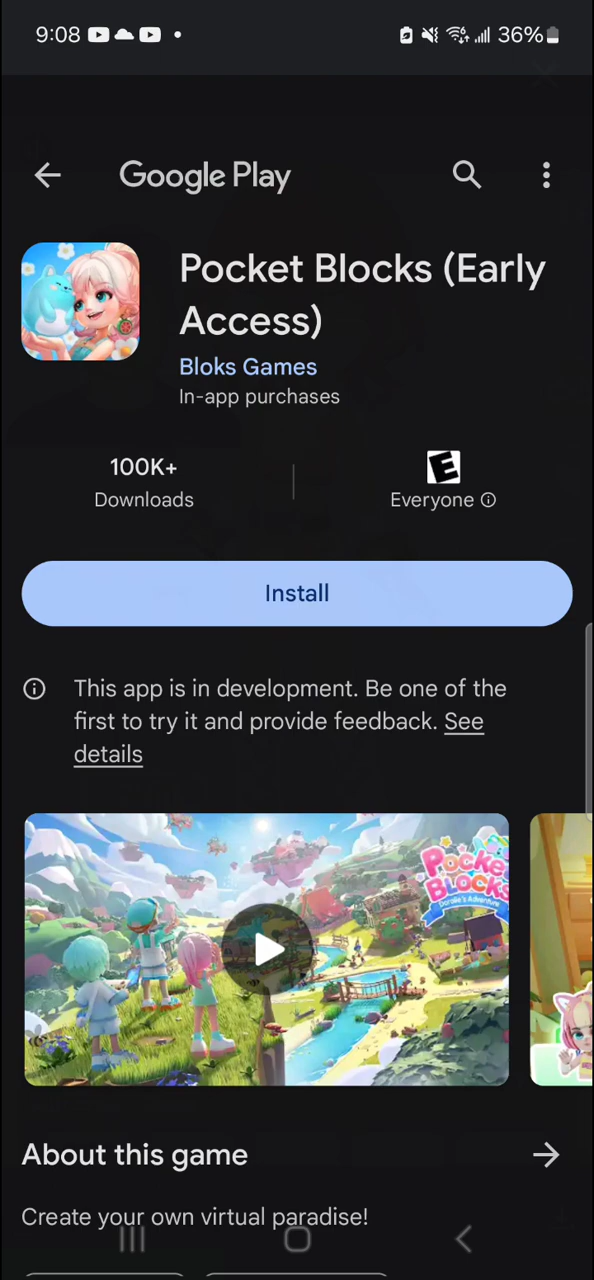 9:08
36%
Google Play
Pocket Blocks (Early
Access)
Bloks Games
In-app purchases
100K+
Downloads
E
Everyone
Install
This app is in development. Be one of the
first to try it and provide feedback. See
details
Pocket
Blocks
About this game
Create your own virtual paradise!